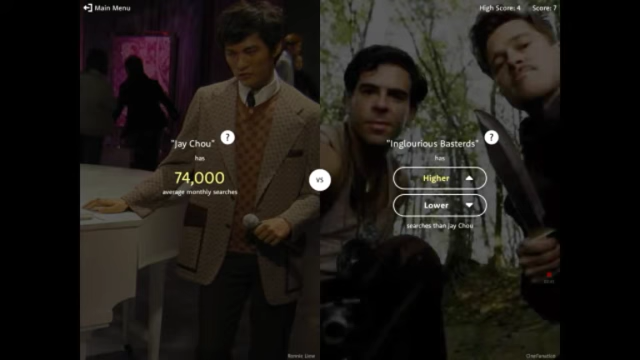 Main Menu
High Score: 4 Score: 7
"Jay Chou"
?
has
74,000
average monthly searches
vs
"Inglourious Basterds"
?
has
Higher
Lower
searches than Jay Chou